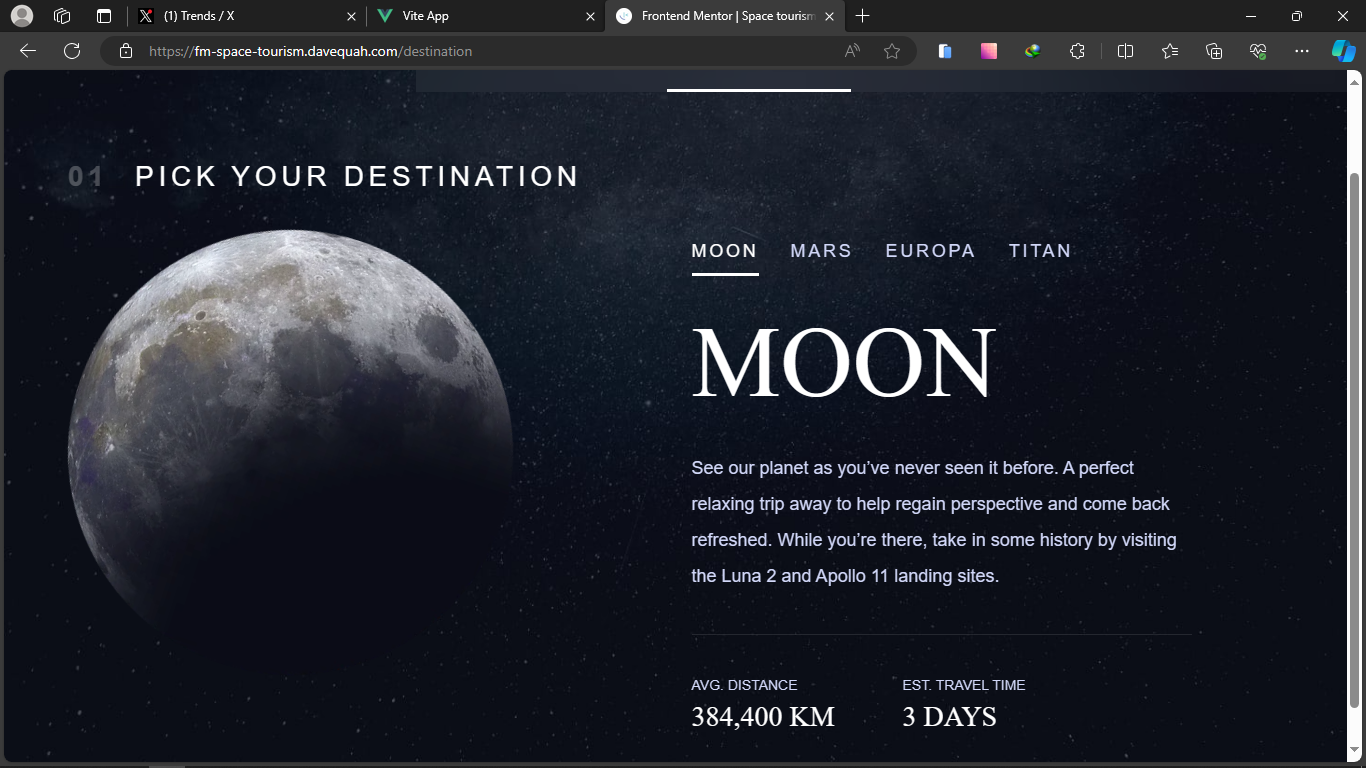 (1) Trends / X
Vite App
Frontend Mentor | Space tourism
https://fm-space-tourism.davequah.com/destination
01 PICK YOUR DESTINATION
MOON MARS EUROPA TITAN
MOON
See our planet as you’ve never seen it before. A perfect
relaxing trip away to help regain perspective and come back
refreshed. While you’re there, take in some history by visiting
the Luna 2 and Apollo 11 landing sites.
AVG. DISTANCE EST. TRAVEL TIME
384,400 KM 3 DAYS